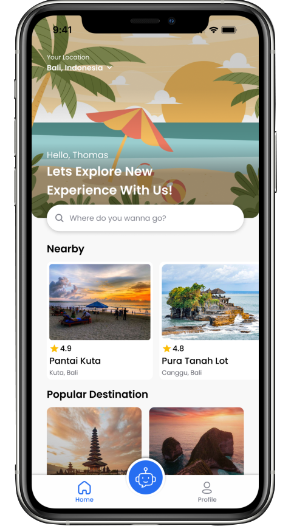 9:41
Your Location
Bali, Indonesia
Hello, Thomas
Lets Explore New
Experience With Us!
Where do you wanna go?
Nearby
4.9
4.8
Pantai Kuta
Pura Tanah Lot
Kuta, Bali
Canggu, Bali
Popular Destination
Home
Profile